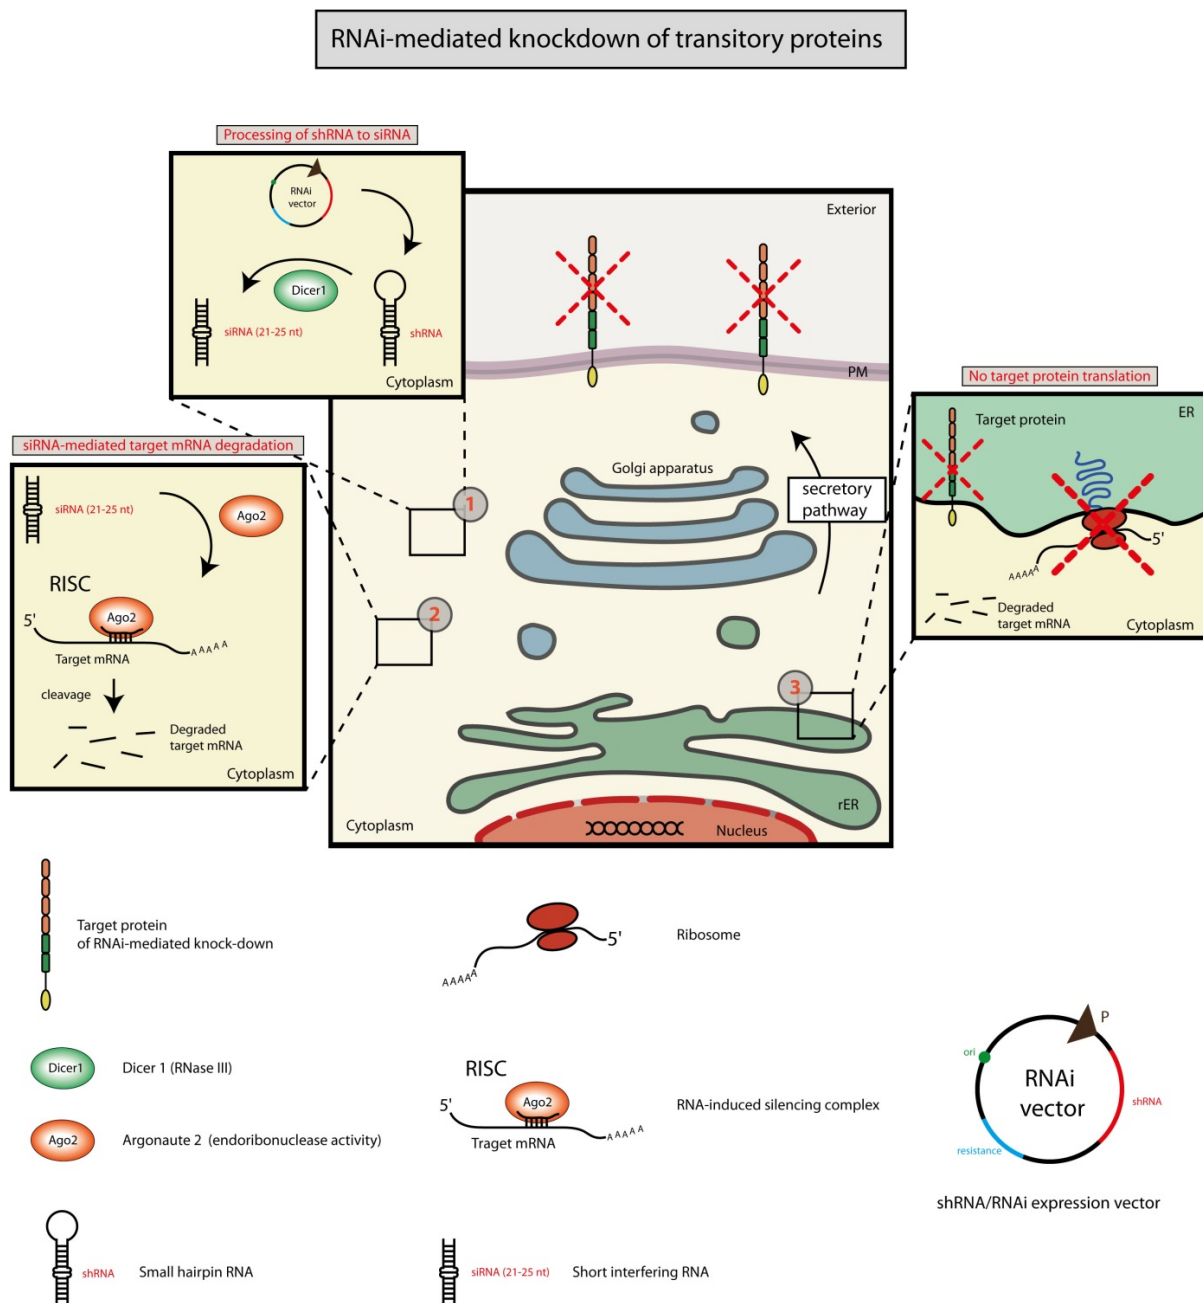 RNAi-mediated knockdown of transitory proteins
Processing of shRNA to siRNA
RNAi
vector
Dicer1
siRNA (21-25 nt)
shRNA
Cytoplasm
siRNA-mediated target mRNA degradation
siRNA (21-25 nt)
Ago2
RISC
Ago2
5'
Target mRNA
AAAAA
cleavage
Degraded
target mRNA
Cytoplasm
Exterior
PM
Golgi apparatus
secretory
pathway
1
2
3
rER
Cytoplasm
Nucleus
No target protein translation
ER
Target protein
5'
AAAAA
Degraded
target mRNA
Cytoplasm
Target protein
of RNAi-mediated knock-down
5'
AAAAA
Ribosome
Dicer1
Dicer 1 (RNase III)
RISC
Ago2
5'
Traget mRNA
AAAAA
RNA-induced silencing complex
Ago2
Argonaute 2 (endoribonuclease activity)
P
ori
RNAi
vector
shRNA
resistance
shRNA/RNAi expression vector
shRNA
Small hairpin RNA
siRNA (21-25 nt)
Short interfering RNA